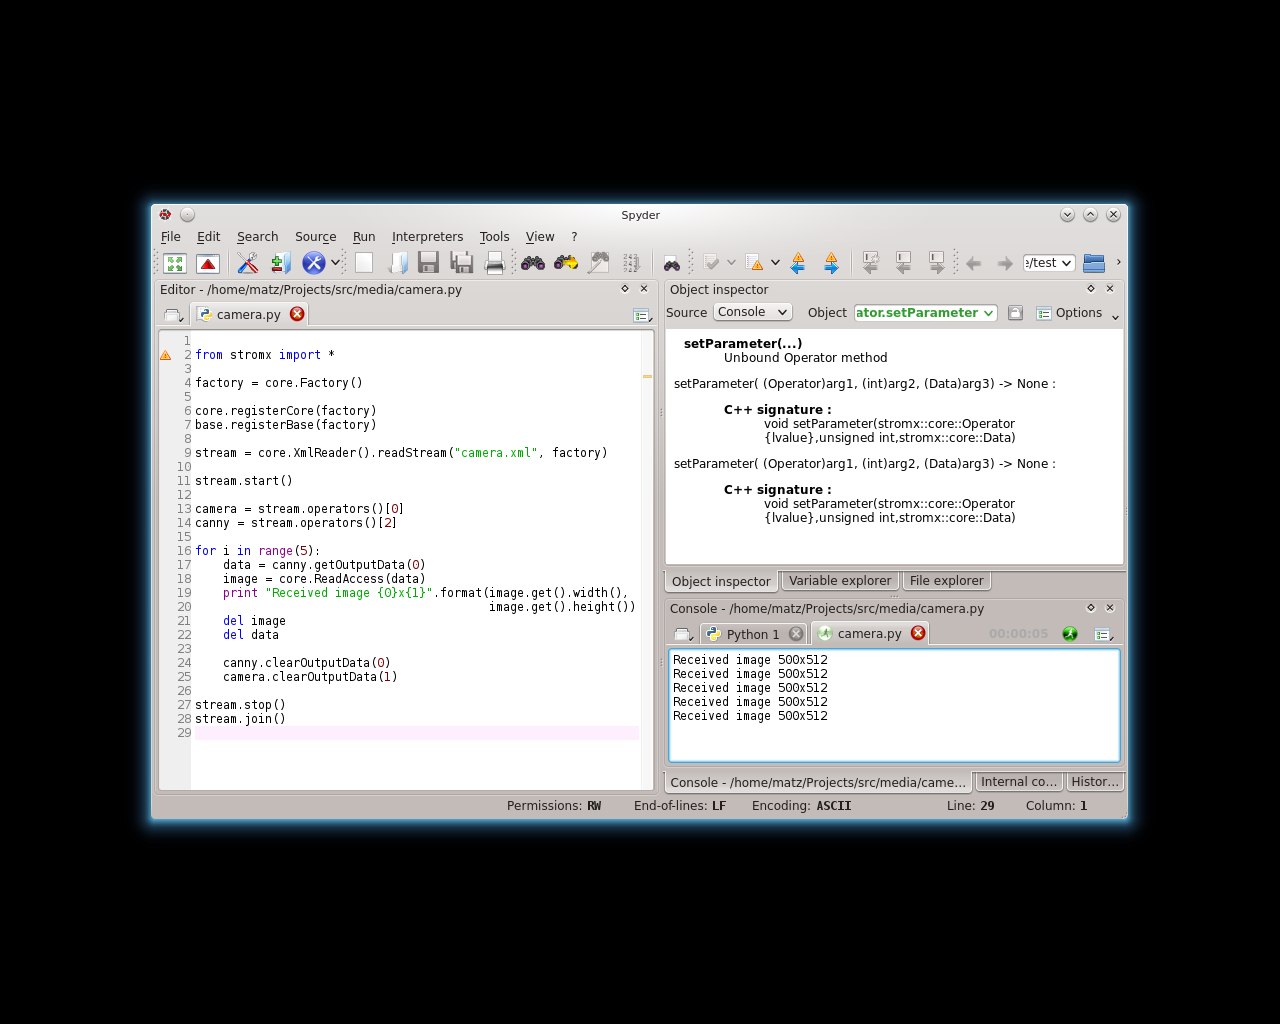 Spyder
File Edit Search Source Run Interpreters Tools View ?
/test
Editor - /home/matz/Projects/src/media/camera.py
camera.py
1
2 from stromx import *
3
4 factory = core.Factory()
5
6 core.registerCore(factory)
7 base.registerBase(factory)
8
9 stream = core.XmlReader().readStream("camera.xml", factory)
10
11 stream.start()
12
13 camera = stream.operators()[0]
14 canny = stream.operators()[2]
15
16 for i in range(5):
17     data = canny.getOutputData(0)
18     image = core.ReadAccess(data)
19     print "Received image {0}x{1}".format(image.get().width(),
20                                           image.get().height())
21     del image
22     del data
23
24     canny.clearOutputData(0)
25     camera.clearOutputData(1)
26
27 stream.stop()
28 stream.join()
29
Object inspector
Source Console Object ator.setParameter Options
setParameter(...)
Unbound Operator method
setParameter( (Operator)arg1, (int)arg2, (Data)arg3) -> None :
C++ signature :
void setParameter(stromx::core::Operator
{lvalue},unsigned int,stromx::core::Data)
setParameter( (Operator)arg1, (int)arg2, (Data)arg3) -> None :
C++ signature :
void setParameter(stromx::core::Operator
{lvalue},unsigned int,stromx::core::Data)
Object inspector Variable explorer File explorer
Console - /home/matz/Projects/src/media/camera.py
Python 1 camera.py 00:00:05
Received image 500x512
Received image 500x512
Received image 500x512
Received image 500x512
Received image 500x512
Console - /home/matz/Projects/src/media/came... Internal co... Histor...
Permissions: RW End-of-lines: LF Encoding: ASCII Line: 29 Column: 1